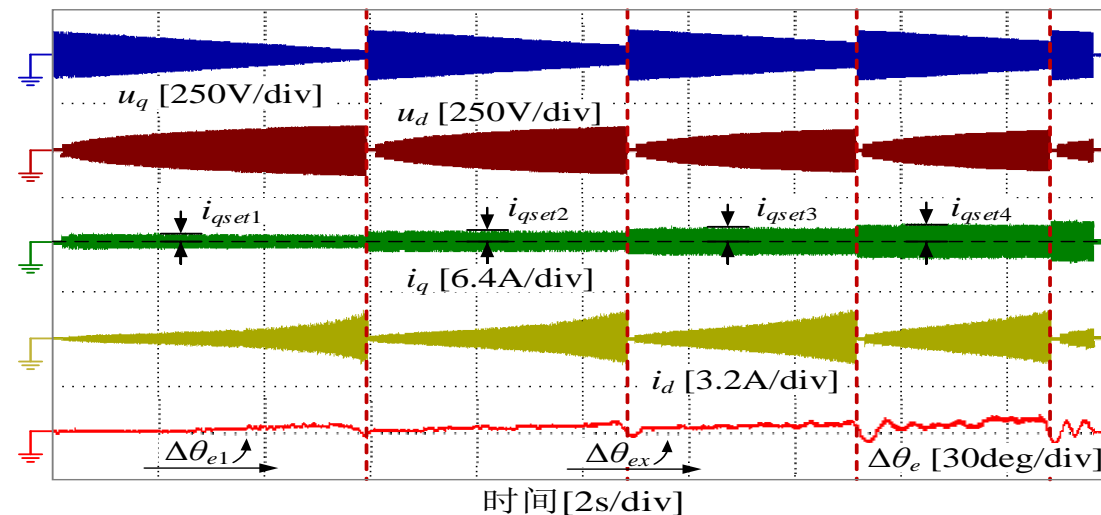 u_q [250V/div]
u_d [250V/div]
i_qset1
i_qset2
i_qset3
i_qset4
i_q [6.4A/div]
i_d [3.2A/div]
Δθ_e1
Δθ_ex
Δθ_e [30deg/div]
时间[2s/div]